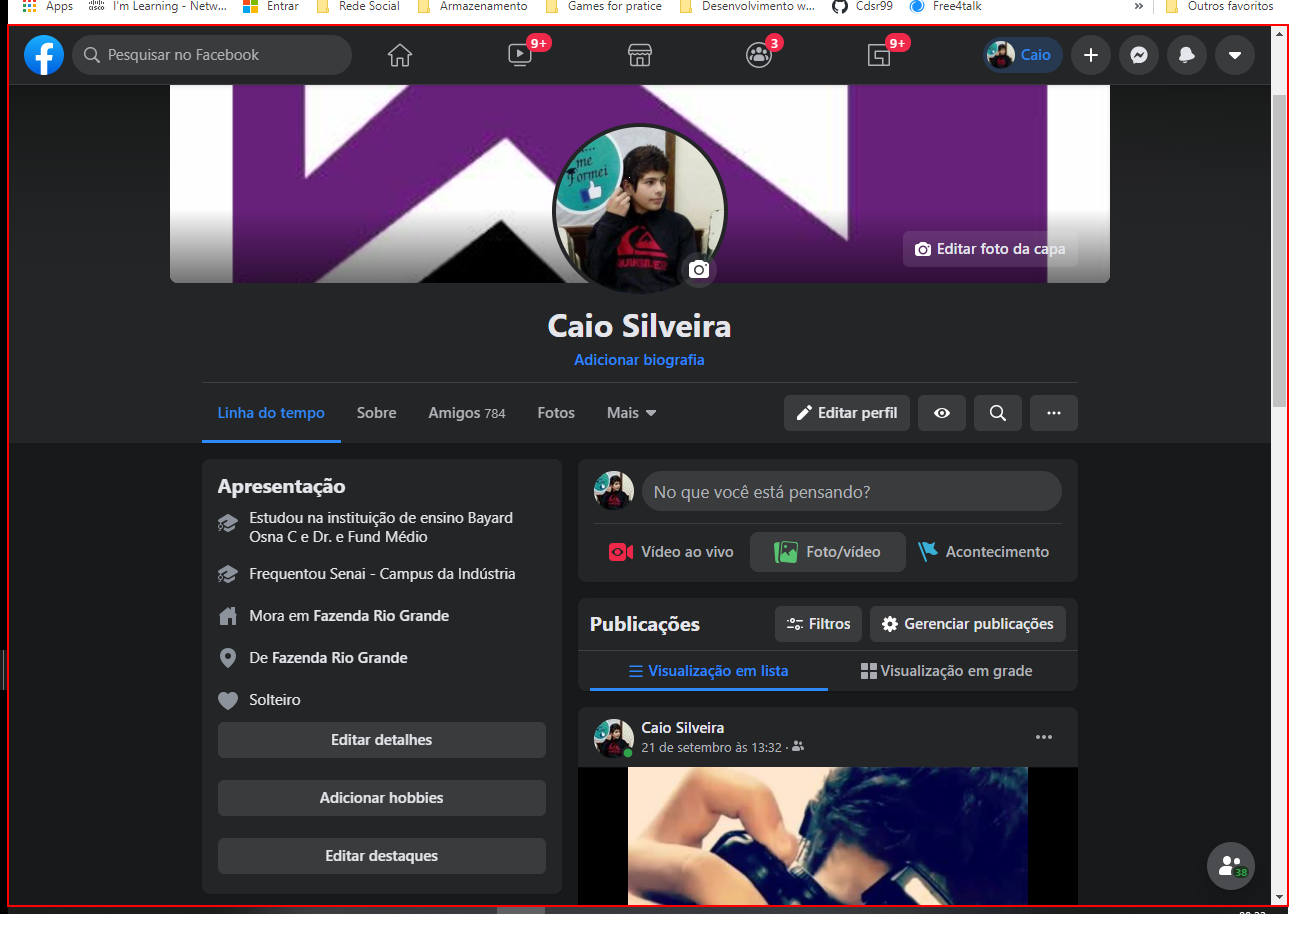 Apps
I'm Learning - Netw...
Entrar
Rede Social
Armazenamento
Games for pratice
Desenvolvimento w...
Cdsr99
Free4talk
»
Outros favoritos
Pesquisar no Facebook
9+
3
9+
Caio
me
Formei
QUIKSILVER
Editar foto da capa
Caio Silveira
Adicionar biografia
Linha do tempo
Sobre
Amigos 784
Fotos
Mais
Editar perfil
Apresentação
Estudou na instituição de ensino Bayard
Osna C e Dr. e Fund Médio
Frequentou Senai - Campus da Indústria
Mora em Fazenda Rio Grande
De Fazenda Rio Grande
Solteiro
Editar detalhes
Adicionar hobbies
Editar destaques
No que você está pensando?
Vídeo ao vivo
Foto/vídeo
Acontecimento
Publicações
Filtros
Gerenciar publicações
Visualização em lista
Visualização em grade
Caio Silveira
21 de setembro às 13:32 ·
38